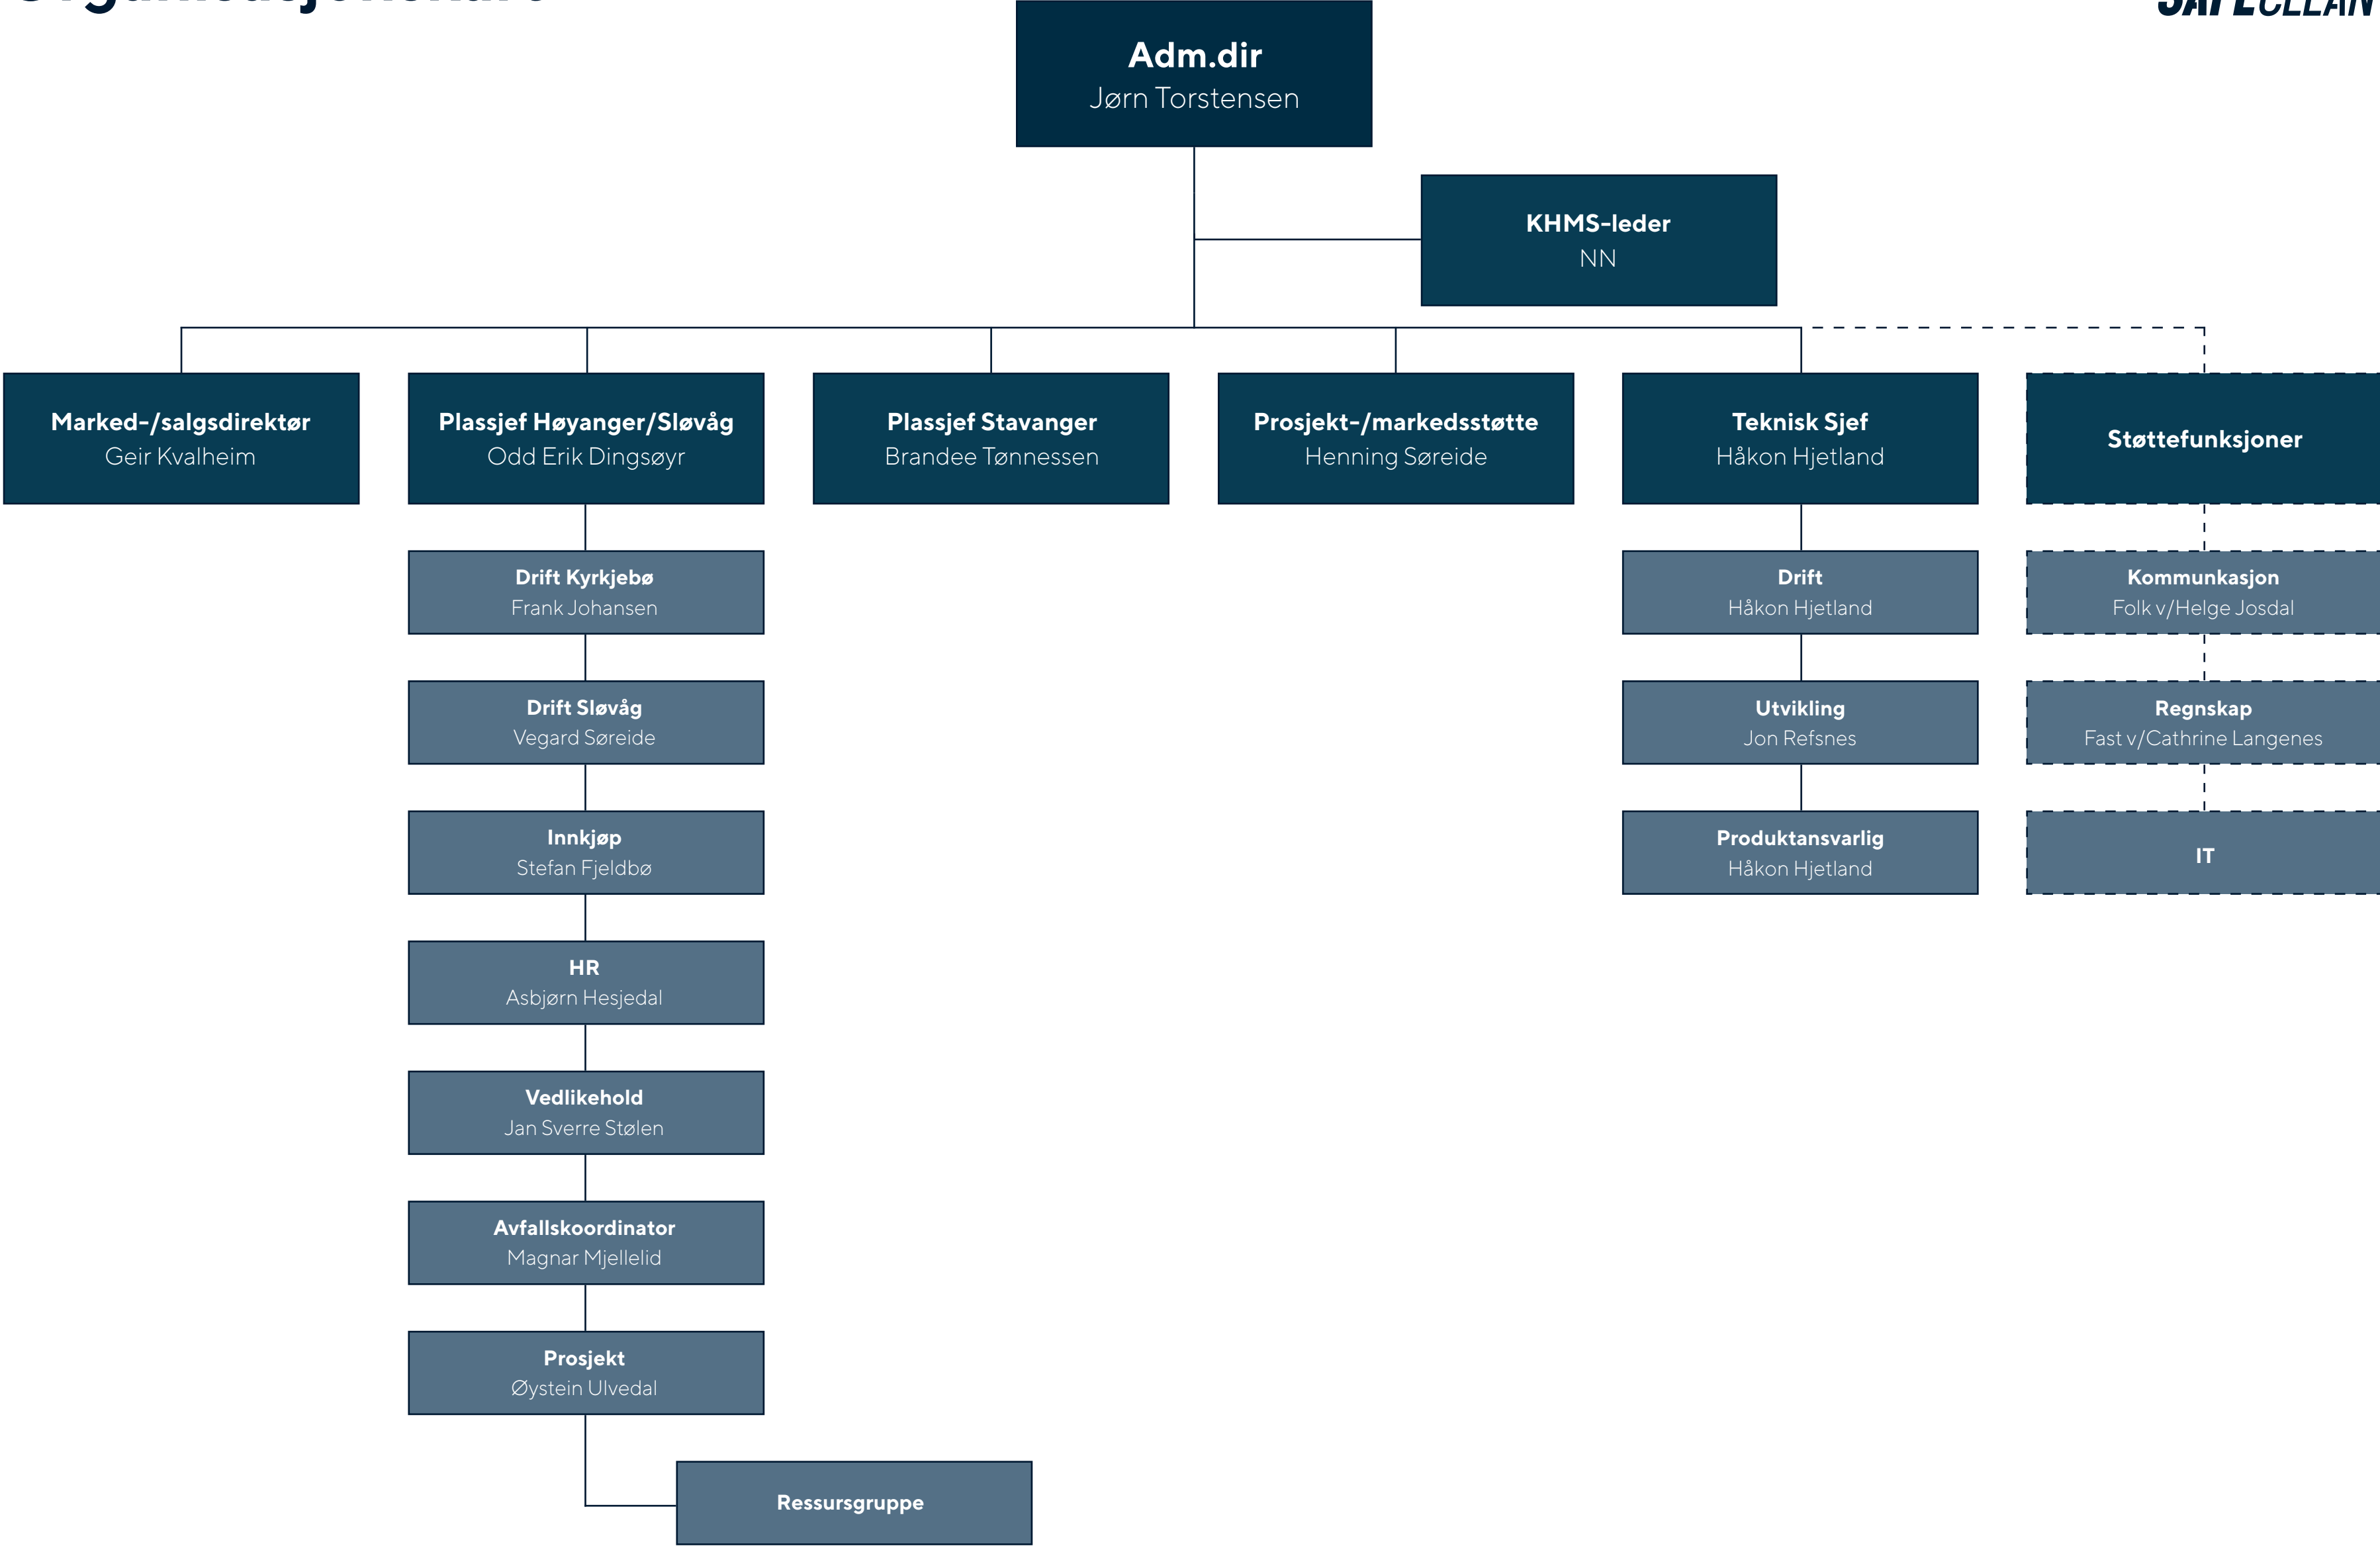 SAFECLEAN
Adm.dir
Jørn Torstensen
KHMS-leder
NN
Marked-/salgsdirektør
Geir Kvalheim
Plassjef Høyanger/Sløvåg
Odd Erik Dingsøyr
Plassjef Stavanger
Brandee Tønnessen
Prosjekt-/markedsstøtte
Henning Søreide
Teknisk Sjef
Håkon Hjetland
Støttefunksjoner
Drift Kyrkjebø
Frank Johansen
Drift Sløvåg
Vegard Søreide
Innkjøp
Stefan Fjeldbø
HR
Asbjørn Hesjedal
Vedlikehold
Jan Sverre Stølen
Avfallskoordinator
Magnar Mjellelid
Prosjekt
Øystein Ulvedal
Ressursgruppe
Drift
Håkon Hjetland
Utvikling
Jon Refsnes
Produktansvarlig
Håkon Hjetland
Kommunkasjon
Folk v/Helge Josdal
Regnskap
Fast v/Cathrine Langenes
IT